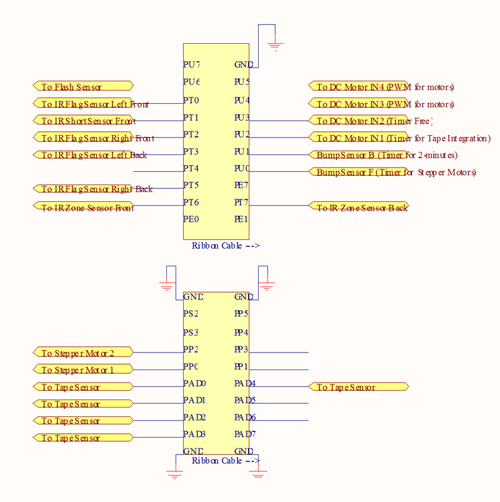 PU7 GND
To Flash Sensor PU6 PU5 To DC Motor IN4 (PWM for motors)
To IRFlagSensor Left Front PT0 PU4 To DC Motor IN3 (PWM for motors)
To IRShortSensor Front PT1 PU3 To DC Motor IN2 (Timer Free)
To IRFlagSensor Right Front PT2 PU2 To DC Motor IN1 (Timer for Tape Integration)
To IRFlagSensor Left Back PT3 PU1 BumpSensor B (Timer for 2-minutes)
PT4 PU0 BumpSensor F (Timer for Stepper Motors)
To IRFlagSensor Right Back PT5 PE7
To IRZone Sensor Front PT6 PT7 To IR Zone Sensor Back
PE0 PE1
Ribbon Cable -->
GND GND
PS2 PP5
PS3 PP4
To Stepper Motor 2 PP2 PP3
To Stepper Motor 1 PP0 PP1
To Tape Sensor PAD0 PAD4 To Tape Sensor
To Tape Sensor PAD1 PAD5
To Tape Sensor PAD2 PAD6
To Tape Sensor PAD3 PAD7
GND GND
Ribbon Cable -->